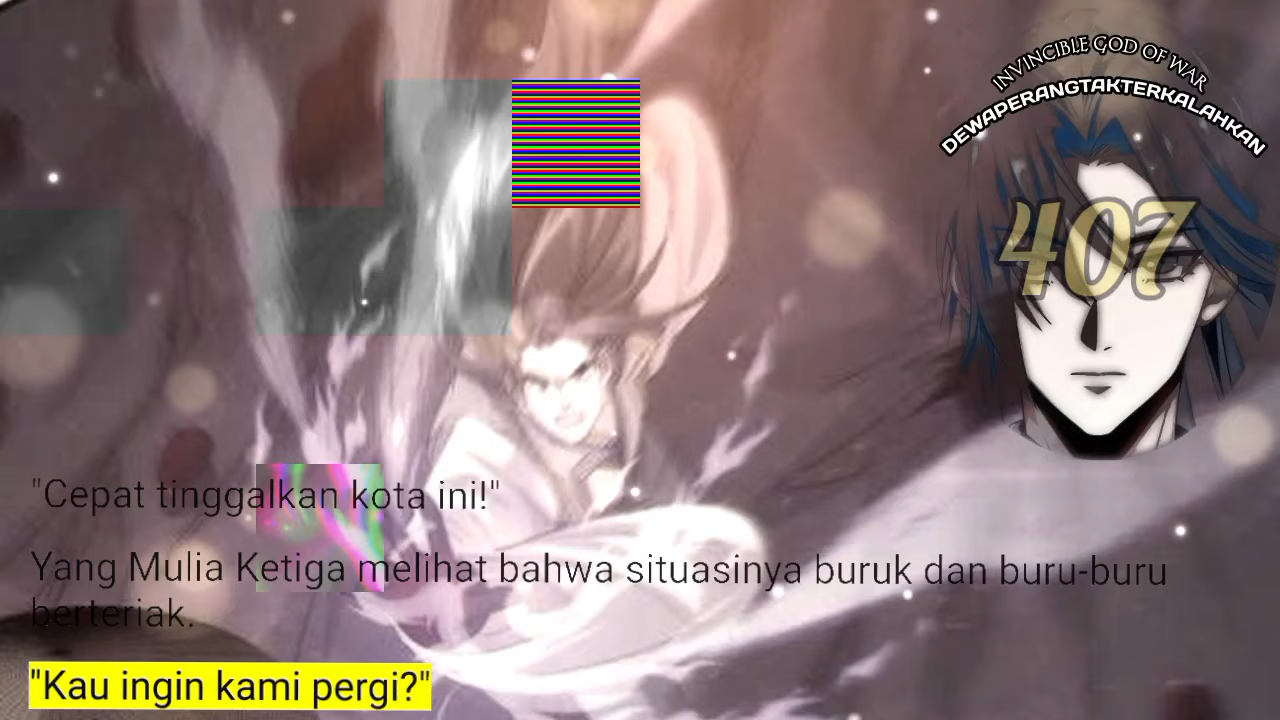 INVINCIBLE GOD OF WAR
DEWAPERANGTAKTERKALAHKAN
407
"Cepat tinggalkan kota ini!"
Yang Mulia Ketiga melihat bahwa situasinya buruk dan buru-buru
berteriak.
"Kau ingin kami pergi?"